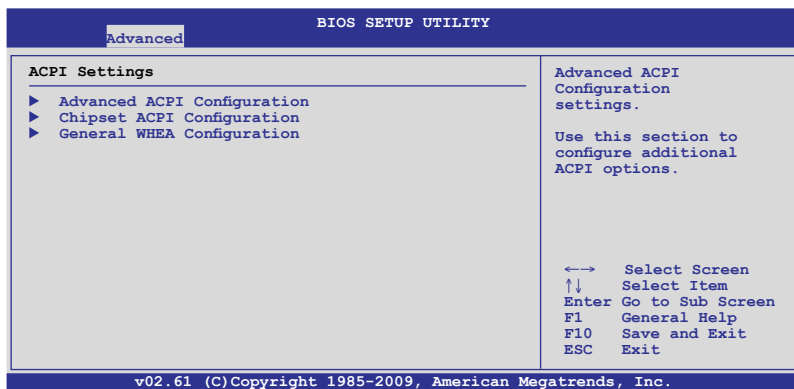 BIOS SETUP UTILITY
Advanced
ACPI Settings
▶ Advanced ACPI Configuration
▶ Chipset ACPI Configuration
▶ General WHEA Configuration
Advanced ACPI
Configuration
settings.
Use this section to
configure additional
ACPI options.
←→ Select Screen
↑↓ Select Item
Enter Go to Sub Screen
F1 General Help
F10 Save and Exit
ESC Exit
v02.61 (C)Copyright 1985-2009, American Megatrends, Inc.